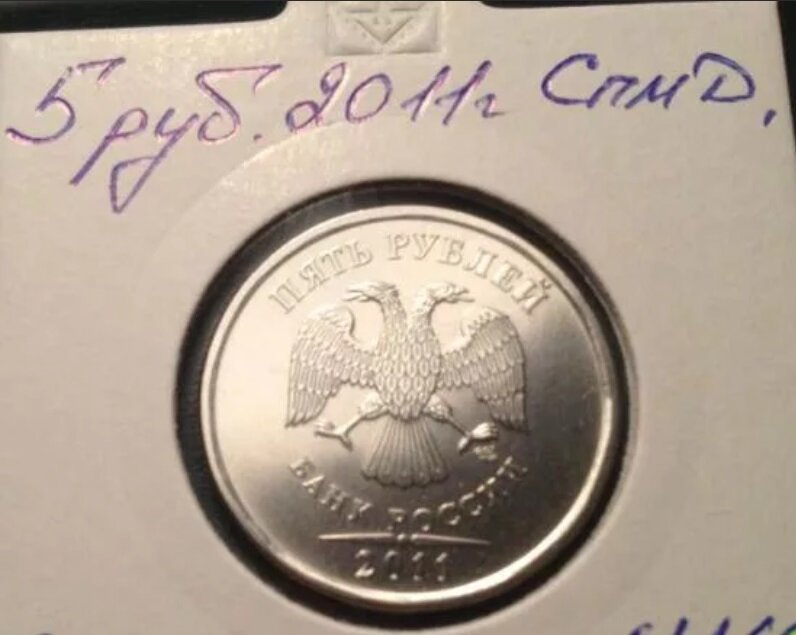 5 руб. 2011г СпмД.
ПЯТЬ РУБЛЕЙ
БАНК РОССИИ
2011